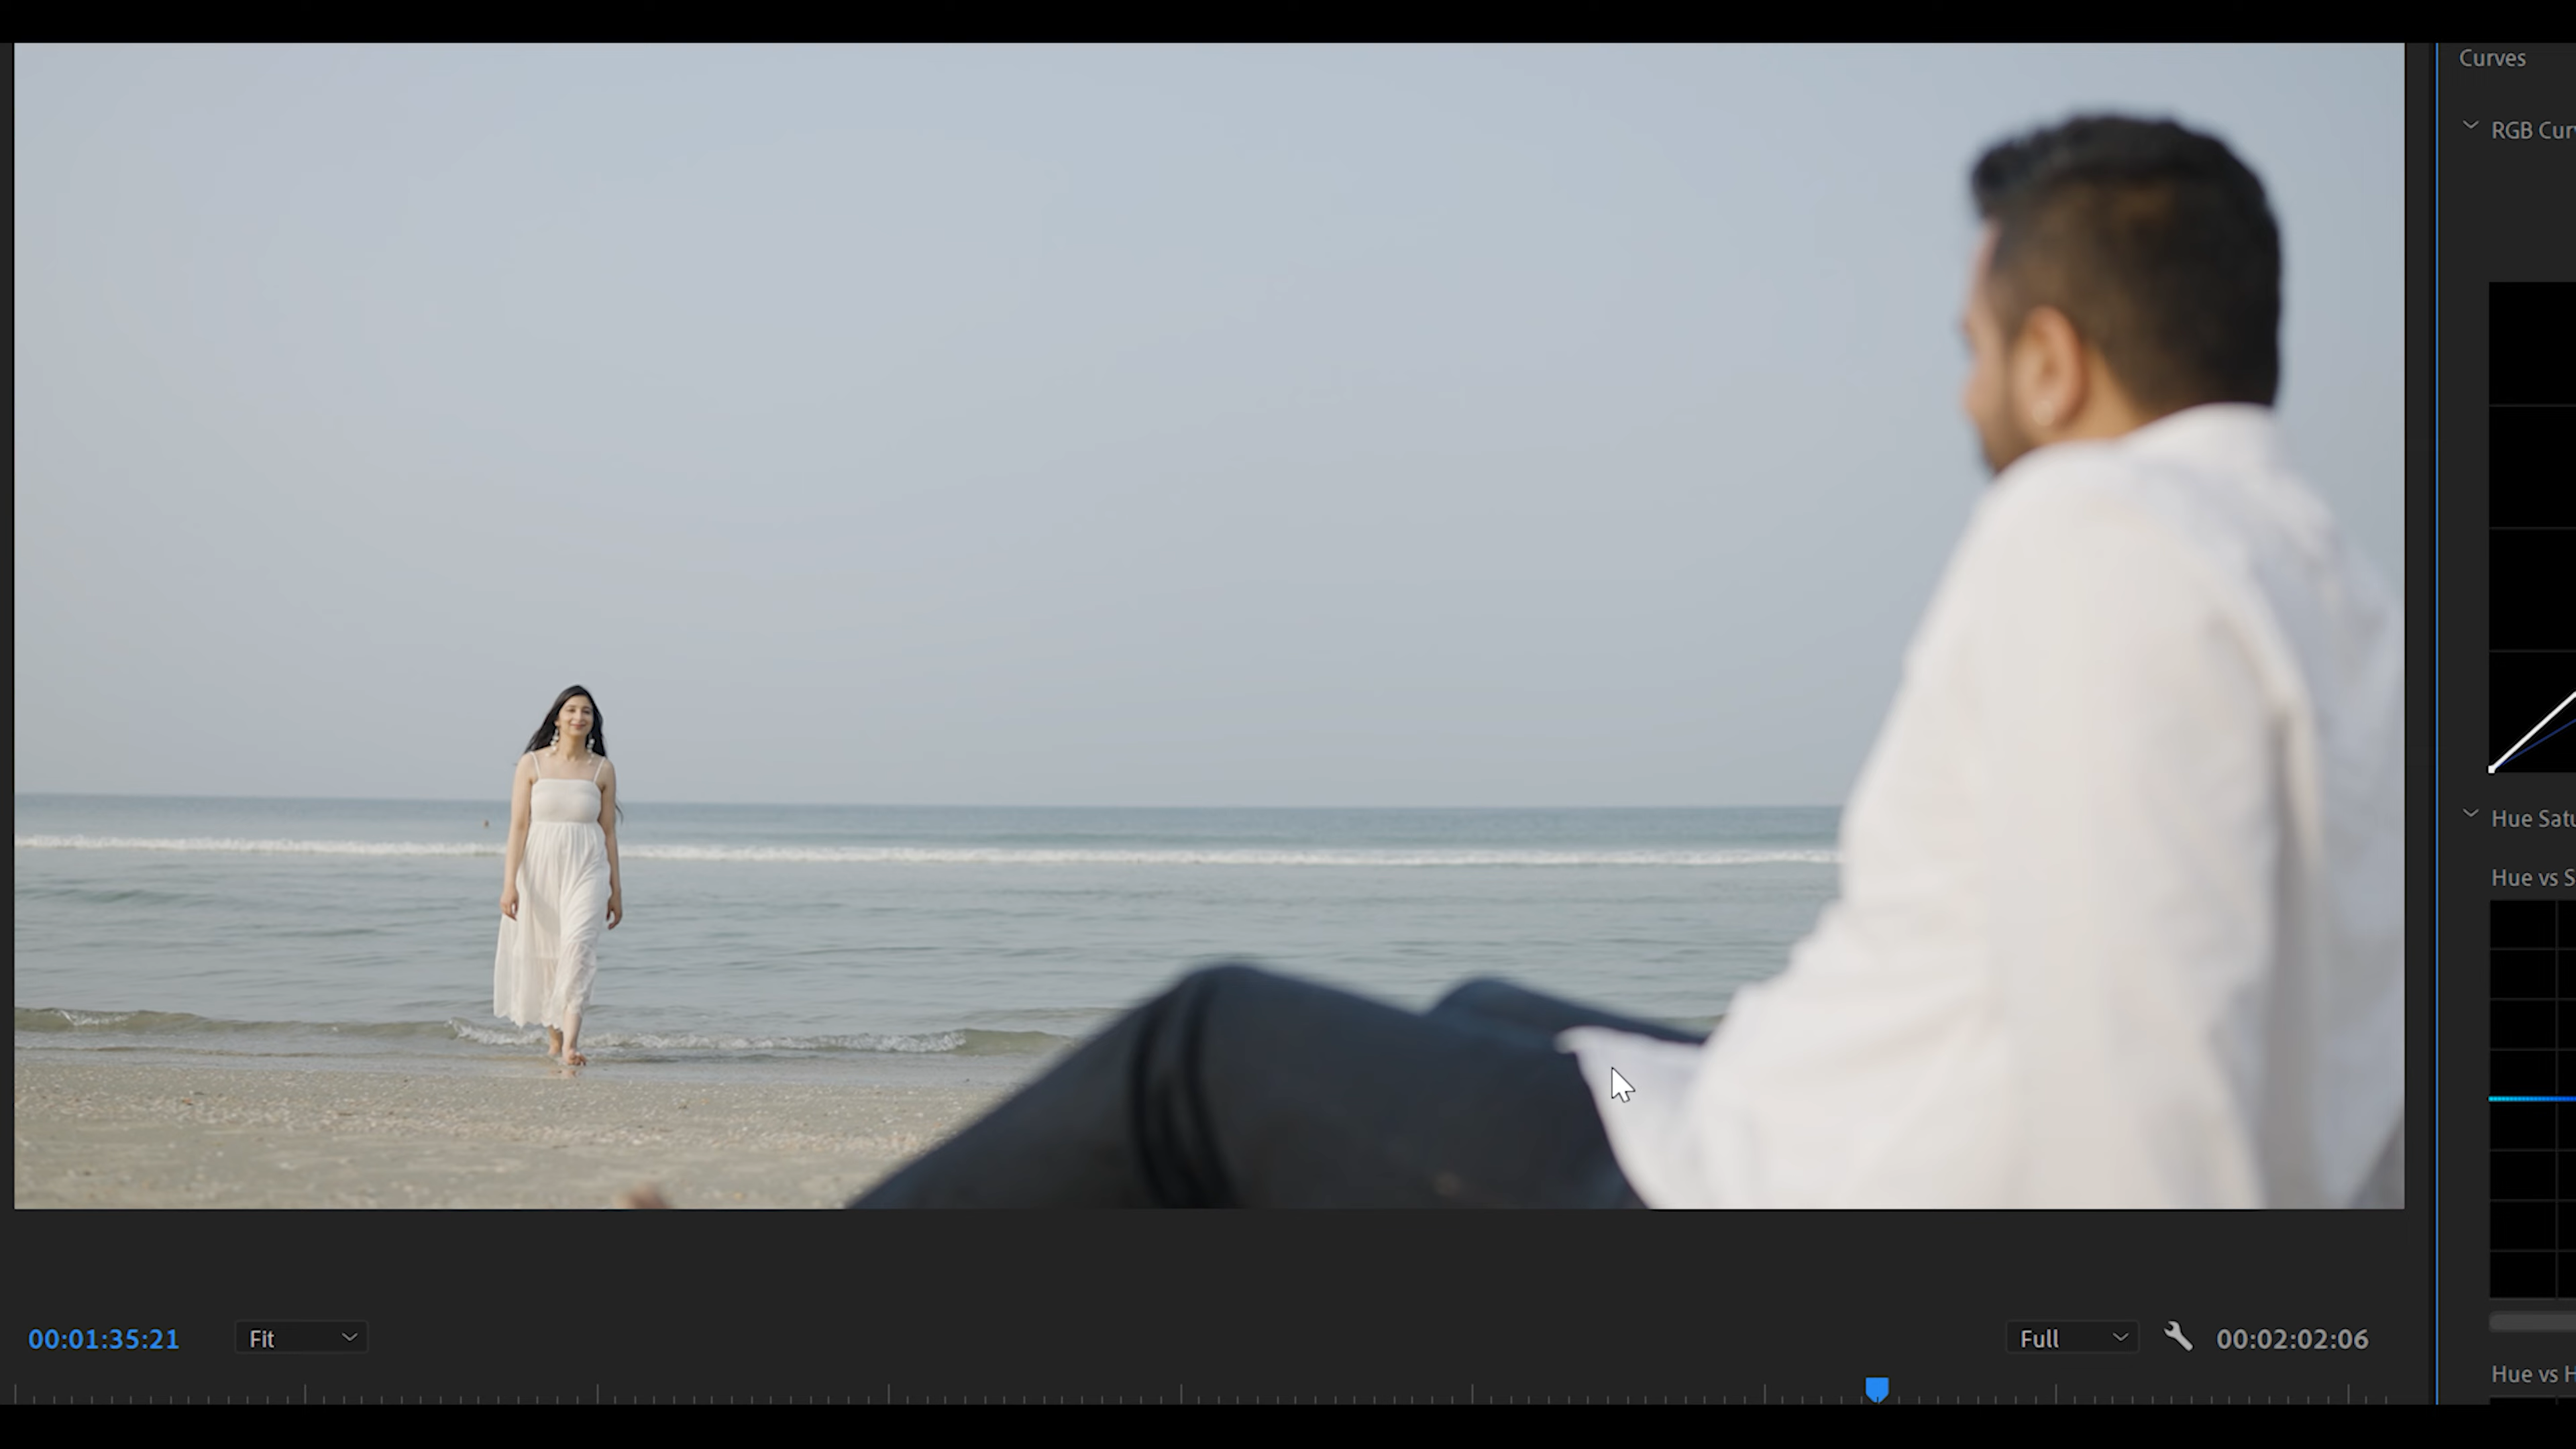 Curves
RGB Cur
Hue Satu
Hue vs S
00:01:35:21
Fit
Full
00:02:02:06
Hue vs H